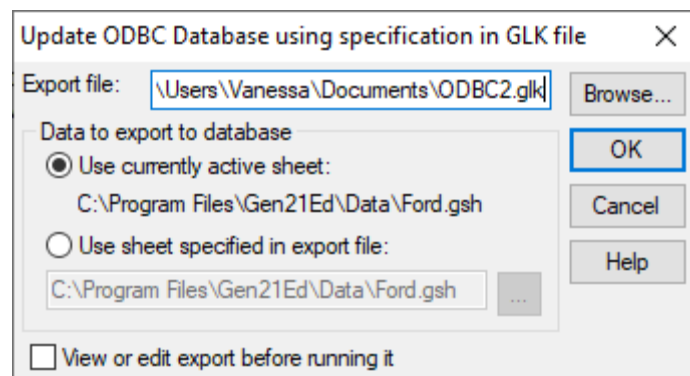 Update ODBC Database using specification in GLK file
Export file: \Users\Vanessa\Documents\ODBC2.glk Browse...
Data to export to database
Use currently active sheet: OK
C:\Program Files\Gen21Ed\Data\Ford.gsh Cancel
Use sheet specified in export file: Help
C:\Program Files\Gen21Ed\Data\Ford.gsh ...
View or edit export before running it